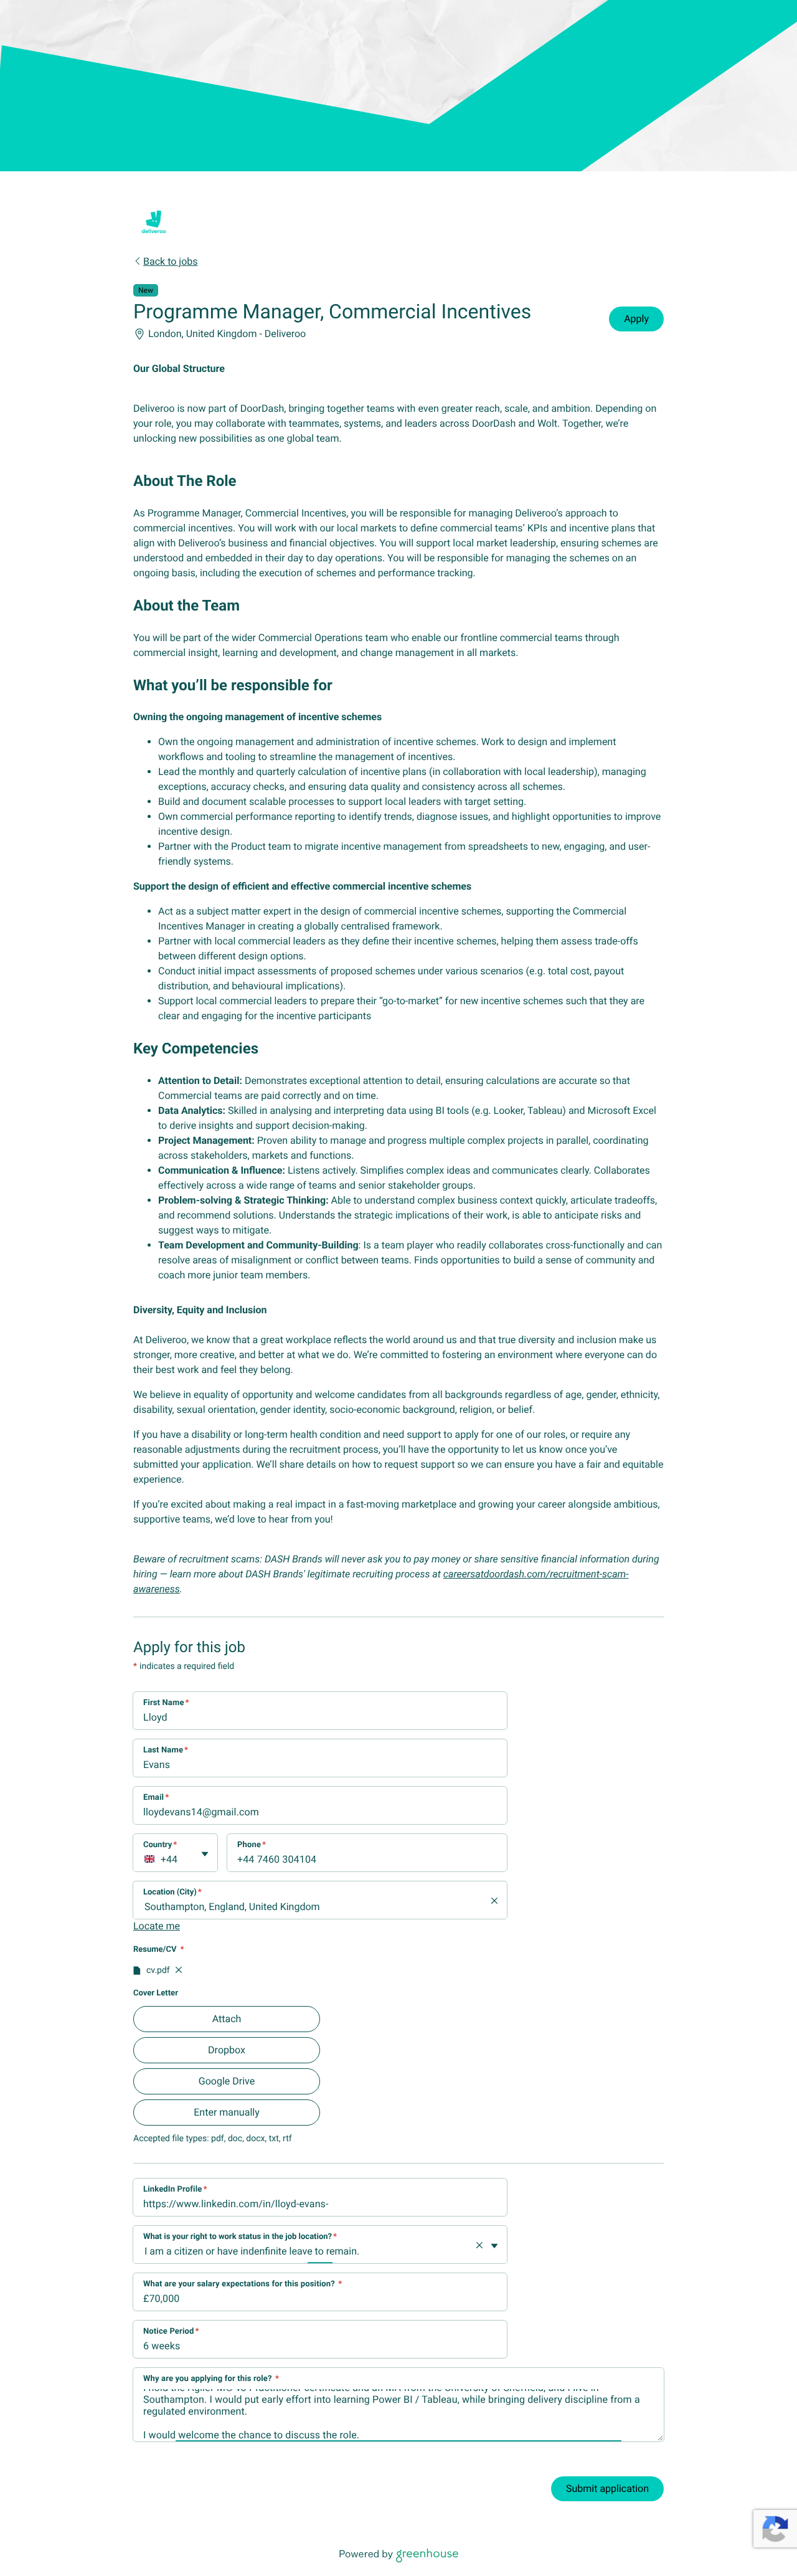 deliveroo
Back to jobs
New
Programme Manager, Commercial Incentives
Apply
London, United Kingdom - Deliveroo
Our Global Structure
Deliveroo is now part of DoorDash, bringing together teams with even greater reach, scale, and ambition. Depending on
your role, you may collaborate with teammates, systems, and leaders across DoorDash and Wolt. Together, we're
unlocking new possibilities as one global team.
About The Role
As Programme Manager, Commercial Incentives, you will be responsible for managing Deliveroo's approach to
commercial incentives. You will work with our local markets to define commercial teams' KPIs and incentive plans that
align with Deliveroo's business and financial objectives. You will support local market leadership, ensuring schemes are
understood and embedded in their day to day operations. You will be responsible for managing the schemes on an
ongoing basis, including the execution of schemes and performance tracking.
About the Team
You will be part of the wider Commercial Operations team who enable our frontline commercial teams through
commercial insight, learning and development, and change management in all markets.
What you'll be responsible for
Owning the ongoing management of incentive schemes
• Own the ongoing management and administration of incentive schemes. Work to design and implement
workflows and tooling to streamline the management of incentives.
• Lead the monthly and quarterly calculation of incentive plans (in collaboration with local leadership), managing
exceptions, accuracy checks, and ensuring data quality and consistency across all schemes.
• Build and document scalable processes to support local leaders with target setting.
• Own commercial performance reporting to identify trends, diagnose issues, and highlight opportunities to improve
incentive design.
• Partner with the Product team to migrate incentive management from spreadsheets to new, engaging, and user-
friendly systems.
Support the design of efficient and effective commercial incentive schemes
• Act as a subject matter expert in the design of commercial incentive schemes, supporting the Commercial
Incentives Manager in creating a globally centralised framework.
• Partner with local commercial leaders as they define their incentive schemes, helping them assess trade-offs
between different design options.
• Conduct initial impact assessments of proposed schemes under various scenarios (e.g. total cost, payout
distribution, and behavioural implications).
• Support local commercial leaders to prepare their "go-to-market" for new incentive schemes such that they are
clear and engaging for the incentive participants
Key Competencies
• Attention to Detail: Demonstrates exceptional attention to detail, ensuring calculations are accurate so that
Commercial teams are paid correctly and on time.
• Data Analytics: Skilled in analysing and interpreting data using BI tools (e.g. Looker, Tableau) and Microsoft Excel
to derive insights and support decision-making.
• Project Management: Proven ability to manage and progress multiple complex projects in parallel, coordinating
across stakeholders, markets and functions.
• Communication & Influence: Listens actively. Simplifies complex ideas and communicates clearly. Collaborates
effectively across a wide range of teams and senior stakeholder groups.
• Problem-solving & Strategic Thinking: Able to understand complex business context quickly, articulate tradeoffs,
and recommend solutions. Understands the strategic implications of their work, is able to anticipate risks and
suggest ways to mitigate.
• Team Development and Community-Building: Is a team player who readily collaborates cross-functionally and can
resolve areas of misalignment or conflict between teams. Finds opportunities to build a sense of community and
coach more junior team members.
Diversity, Equity and Inclusion
At Deliveroo, we know that a great workplace reflects the world around us and that true diversity and inclusion make us
stronger, more creative, and better at what we do. We're committed to fostering an environment where everyone can do
their best work and feel they belong.
We believe in equality of opportunity and welcome candidates from all backgrounds regardless of age, gender, ethnicity,
disability, sexual orientation, gender identity, socio-economic background, religion, or belief.
If you have a disability or long-term health condition and need support to apply for one of our roles, or require any
reasonable adjustments during the recruitment process, you'll have the opportunity to let us know once you've
submitted your application. We'll share details on how to request support so we can ensure you have a fair and equitable
experience.
If you're excited about making a real impact in a fast-moving marketplace and growing your career alongside ambitious,
supportive teams, we'd love to hear from you!
Beware of recruitment scams: DASH Brands will never ask you to pay money or share sensitive financial information during
hiring — learn more about DASH Brands' legitimate recruiting process at careersatdoordash.com/recruitment-scam-
awareness.
Apply for this job
* indicates a required field
First Name*
Lloyd
Last Name*
Evans
Email*
lloydevans14@gmail.com
Country*
+44
Phone*
+44 7460 304104
Location (City)*
Southampton, England, United Kingdom
Locate me
Resume/CV *
cv.pdf
Cover Letter
Attach
Dropbox
Google Drive
Enter manually
Accepted file types: pdf, doc, docx, txt, rtf
LinkedIn Profile*
https://www.linkedin.com/in/lloyd-evans-
What is your right to work status in the job location?*
I am a citizen or have indenfinite leave to remain.
What are your salary expectations for this position? *
£70,000
Notice Period*
6 weeks
Why are you applying for this role? *
Southampton. I would put early effort into learning Power BI / Tableau, while bringing delivery discipline from a
regulated environment.
I would welcome the chance to discuss the role.
Submit application
Powered by greenhouse